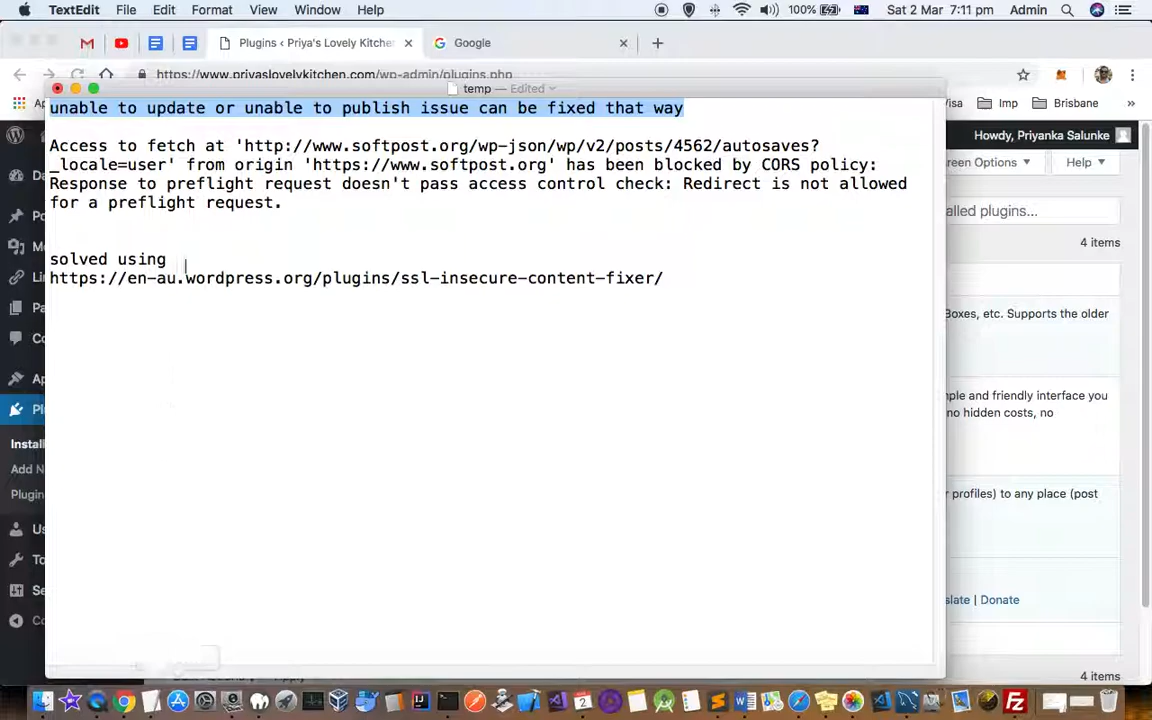 TextEdit File Edit Format View Window Help 100% Sat 2 Mar 7:11 pm Admin
Plugins ‹ Priya's Lovely Kitchen Google
https://www.priyaslovelykitchen.com/wp-admin/plugins.php
temp — Edited
Imp Brisbane »
unable to update or unable to publish issue can be fixed that way
Howdy, Priyanka Salunke
Access to fetch at 'http://www.softpost.org/wp-json/wp/v2/posts/4562/autosaves?
_locale=user' from origin 'https://www.softpost.org' has been blocked by CORS policy:
Response to preflight request doesn't pass access control check: Redirect is not allowed
for a preflight request.
reen Options Help
alled plugins...
4 items
solved using
https://en-au.wordpress.org/plugins/ssl-insecure-content-fixer/
Boxes, etc. Supports the older
mple and friendly interface you
no hidden costs, no
Install
Add N
Plugin
r profiles) to any place (post
slate | Donate
4 items